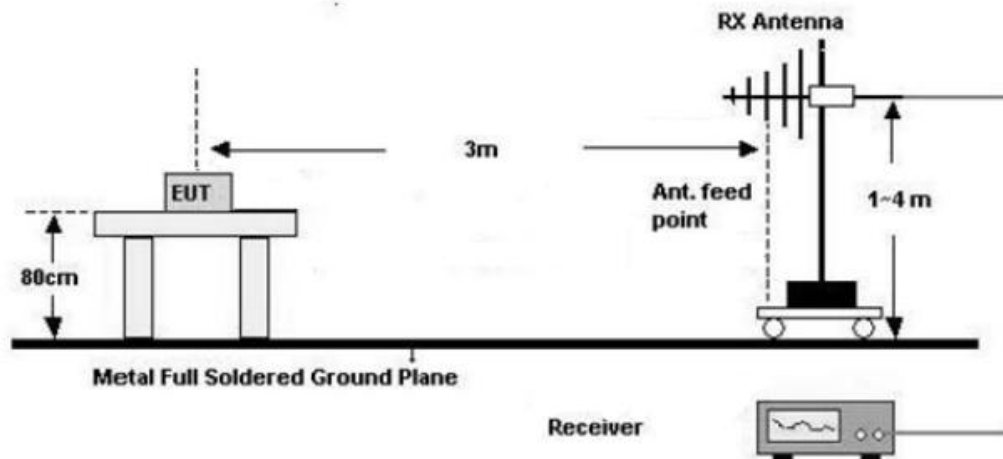 RX Antenna
3m
EUT
Ant. feed
point
1~4 m
80cm
Metal Full Soldered Ground Plane
Receiver